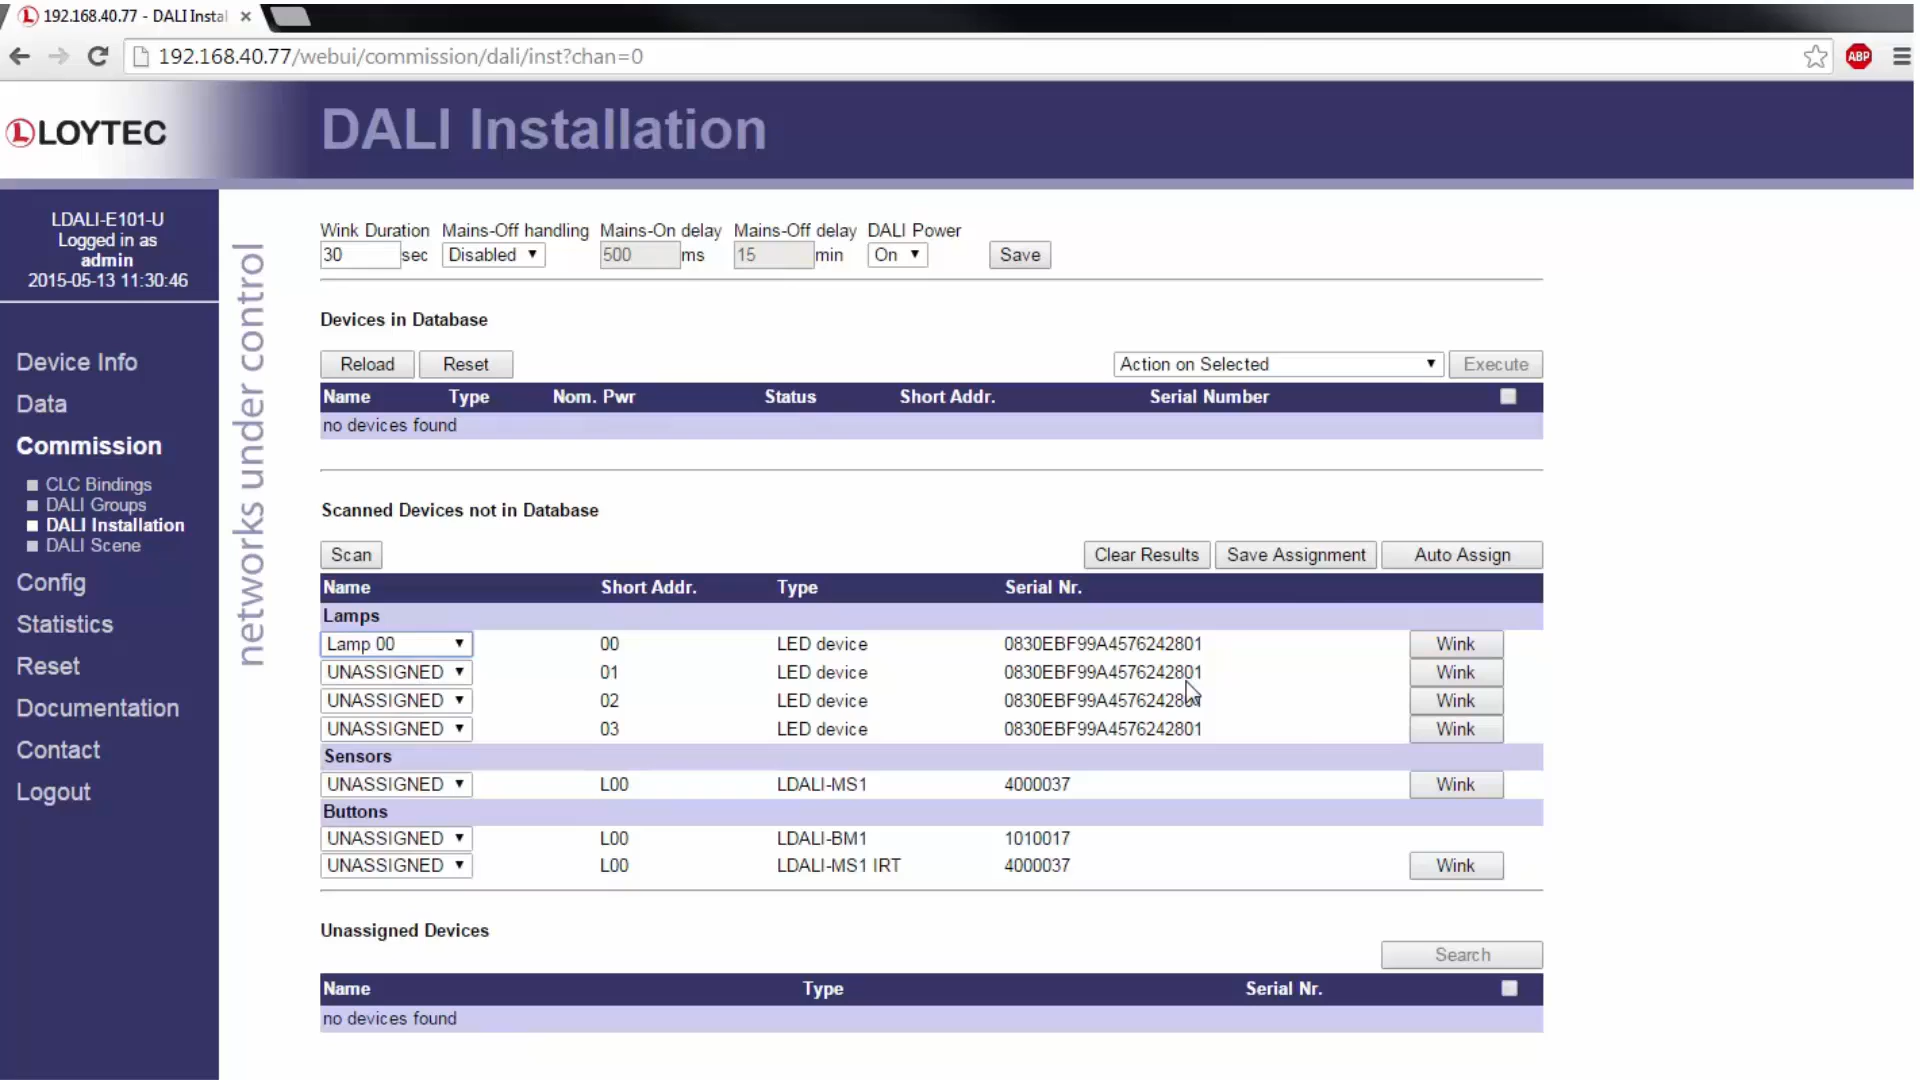 192.168.40.77 - DALI Insta
192.168.40.77/webui/commission/dali/inst?chan=0
ABP
LOYTEC
DALI Installation
LDALI-E101-U
Logged in as
admin
2015-05-13 11:30:46
networks under control
Device Info
Data
Commission
CLC Bindings
DALI Groups
DALI Installation
DALI Scene
Config
Statistics
Reset
Documentation
Contact
Logout
Wink Duration Mains-Off handling Mains-On delay Mains-Off delay DALI Power
30 sec Disabled 500 ms 15 min On Save
Devices in Database
Reload Reset Action on Selected Execute
Name Type Nom. Pwr Status Short Addr. Serial Number
no devices found
Scanned Devices not in Database
Scan Clear Results Save Assignment Auto Assign
Name Short Addr. Type Serial Nr.
Lamps
Lamp 00 00 LED device 0830EBF99A4576242801 Wink
UNASSIGNED 01 LED device 0830EBF99A4576242801 Wink
UNASSIGNED 02 LED device 0830EBF99A4576242801 Wink
UNASSIGNED 03 LED device 0830EBF99A4576242801 Wink
Sensors
UNASSIGNED L00 LDALI-MS1 4000037 Wink
Buttons
UNASSIGNED L00 LDALI-BM1 1010017
UNASSIGNED L00 LDALI-MS1 IRT 4000037 Wink
Unassigned Devices
Search
Name Type Serial Nr.
no devices found